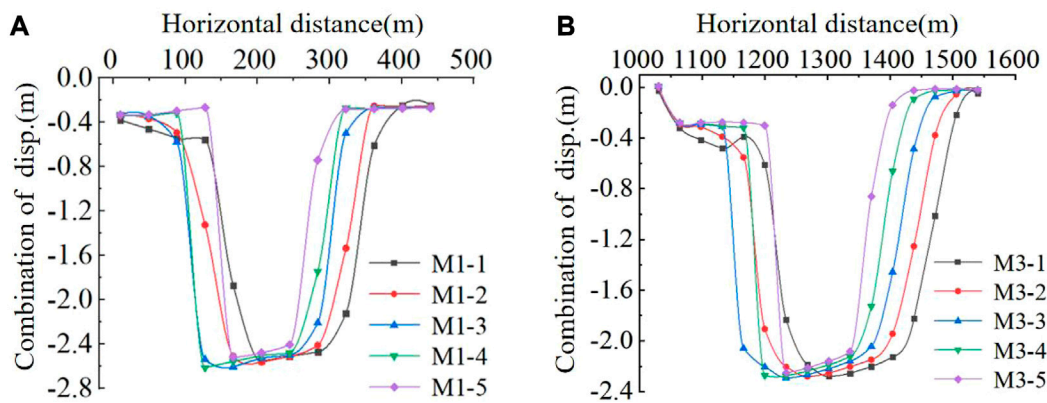 A
Horizontal distance(m)
0 100 200 300 400 500
Combination of disp.(m)
0.0
-0.4
-0.8
-1.2
-1.6
-2.0
-2.4
-2.8
M1-1
M1-2
M1-3
M1-4
M1-5
B
Horizontal distance(m)
1000 1100 1200 1300 1400 1500 1600
Combination of disp.(m)
0.0
-0.4
-0.8
-1.2
-1.6
-2.0
-2.4
M3-1
M3-2
M3-3
M3-4
M3-5